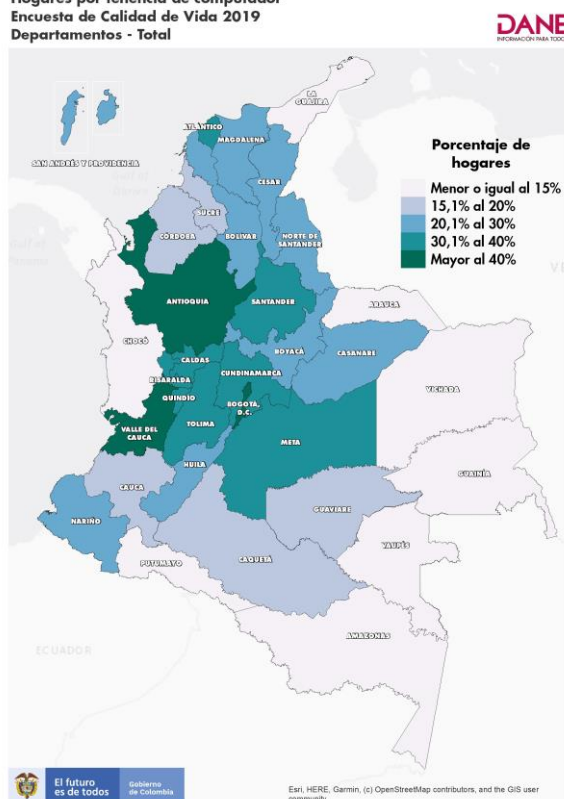 Hogares por tenencia de computador
Encuesta de Calidad de Vida 2019
Departamentos - Total
DANE
INFORMACIÓN PARA TODOS
LA
GUAJIRA
ATLÁNTICO
MAGDALENA
SAN ANDRÉS Y PROVIDENCIA
CESAR
SUCRE
CÓRDOBA
BOLÍVAR
NORTE DE
SANTANDER
Porcentaje de
hogares
Menor o igual al 15%
15,1% al 20%
20,1% al 30%
30,1% al 40%
Mayor al 40%
ANTIOQUIA
SANTANDER
ARAUCA
CHOCÓ
BOYACÁ
CASANARE
CALDAS
CUNDINAMARCA
RISARALDA
VICHADA
QUINDIO
BOGOTÁ,
D.C.
VALLE DEL
CAUCA
TOLIMA
META
HUILA
GUAINÍA
CAUCA
GUAVIARE
NARIÑO
VAUPÉS
PUTUMAYO
CAQUETÁ
AMAZONAS
ECUADOR
El futuro
es de todos
Gobierno
de Colombia
Esri, HERE, Garmin, (c) OpenStreetMap contributors, and the GIS user
community